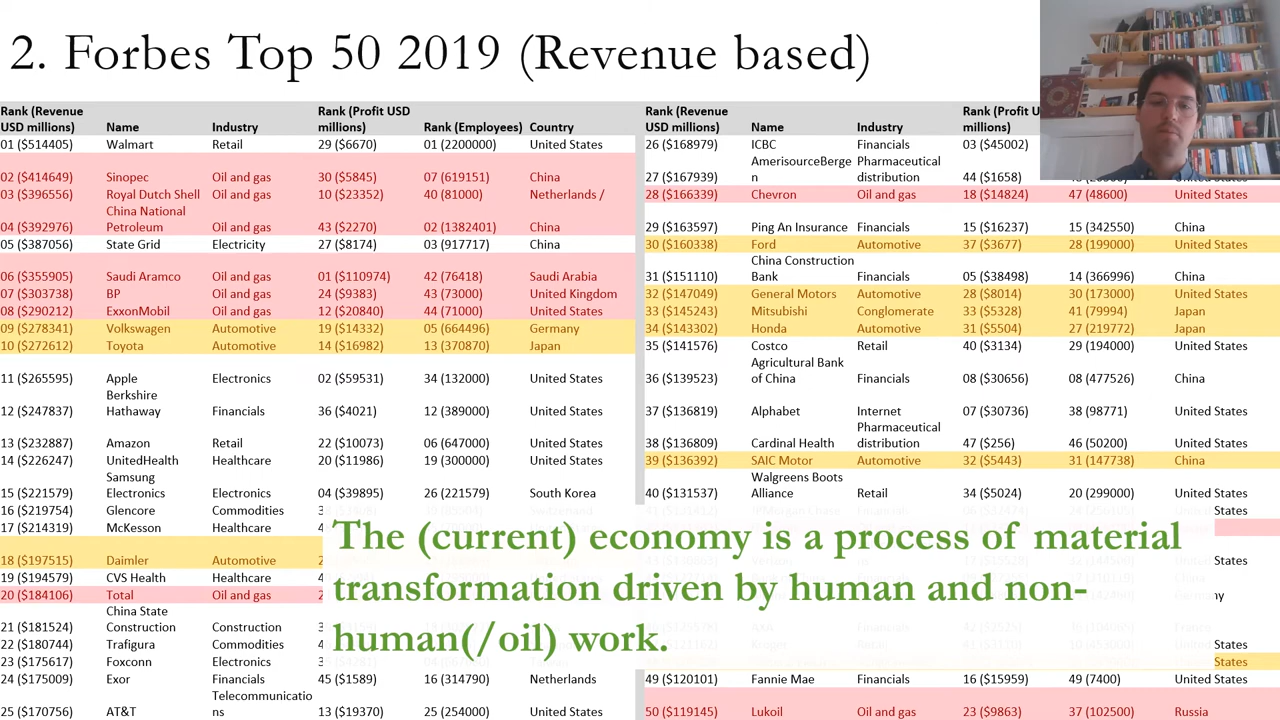 2. Forbes Top 50 2019 (Revenue based)
Rank (Revenue USD millions) Name Industry Rank (Profit USD millions) Rank (Employees) Country
01 ($514405) Walmart Retail 29 ($6670) 01 (2200000) United States
02 ($414649) Sinopec Oil and gas 30 ($5845) 07 (619151) China
03 ($396556) Royal Dutch Shell Oil and gas 10 ($23352) 40 (81000) Netherlands /
04 ($392976) China National Petroleum Oil and gas 43 ($2270) 02 (1382401) China
05 ($387056) State Grid Electricity 27 ($8174) 03 (917717) China
06 ($355905) Saudi Aramco Oil and gas 01 ($110974) 42 (76418) Saudi Arabia
07 ($303738) BP Oil and gas 24 ($9383) 43 (73000) United Kingdom
08 ($290212) ExxonMobil Oil and gas 12 ($20840) 44 (71000) United States
09 ($278341) Volkswagen Automotive 19 ($14332) 05 (664496) Germany
10 ($272612) Toyota Automotive 14 ($16982) 13 (370870) Japan
11 ($265595) Apple Electronics 02 ($59531) 34 (132000) United States
12 ($247837) Berkshire Hathaway Financials 36 ($4021) 12 (389000) United States
13 ($232887) Amazon Retail 22 ($10073) 06 (647000) United States
14 ($226247) UnitedHealth Healthcare 20 ($11986) 19 (300000) United States
15 ($221579) Samsung Electronics Electronics 04 ($39895) 26 (221579) South Korea
16 ($219754) Glencore Commodities
17 ($214319) McKesson Healthcare
18 ($197515) Daimler Automotive
19 ($194579) CVS Health Healthcare
20 ($184106) Total Oil and gas
21 ($181524) China State Construction Construction
22 ($180744) Trafigura Commodities
23 ($175617) Foxconn Electronics
24 ($175009) Exor Financials 45 ($1589) 16 (314790) Netherlands
25 ($170756) AT&T Telecommunications 13 ($19370) 25 (254000) United States
Rank (Revenue USD millions) Name Industry Rank (Profit U millions)
26 ($168979) ICBC Financials 03 ($45002)
27 ($167939) AmerisourceBergen Pharmaceutical distribution 44 ($1658)
28 ($166339) Chevron Oil and gas 18 ($14824) 47 (48600) United States
29 ($163597) Ping An Insurance Financials 15 ($16237) 15 (342550) China
30 ($160338) Ford Automotive 37 ($3677) 28 (199000) United States
31 ($151110) China Construction Bank Financials 05 ($38498) 14 (366996) China
32 ($147049) General Motors Automotive 28 ($8014) 30 (173000) United States
33 ($145243) Mitsubishi Conglomerate 33 ($5328) 41 (79994) Japan
34 ($143302) Honda Automotive 31 ($5504) 27 (219772) Japan
35 ($141576) Costco Retail 40 ($3134) 29 (194000) United States
36 ($139523) Agricultural Bank of China Financials 08 ($30656) 08 (477526) China
37 ($136819) Alphabet Internet 07 ($30736) 38 (98771) United States
38 ($136809) Cardinal Health Pharmaceutical distribution 47 ($256) 46 (50200) United States
39 ($136392) SAIC Motor Automotive 32 ($5443) 31 (147738) China
40 ($131537) Walgreens Boots Alliance Retail 34 ($5024) 20 (299000) United States
49 ($120101) Fannie Mae Financials 16 ($15959) 49 (7400) United States
50 ($119145) Lukoil Oil and gas 23 ($9863) 37 (102500) Russia
The (current) economy is a process of material
transformation driven by human and non-
human(/oil) work.